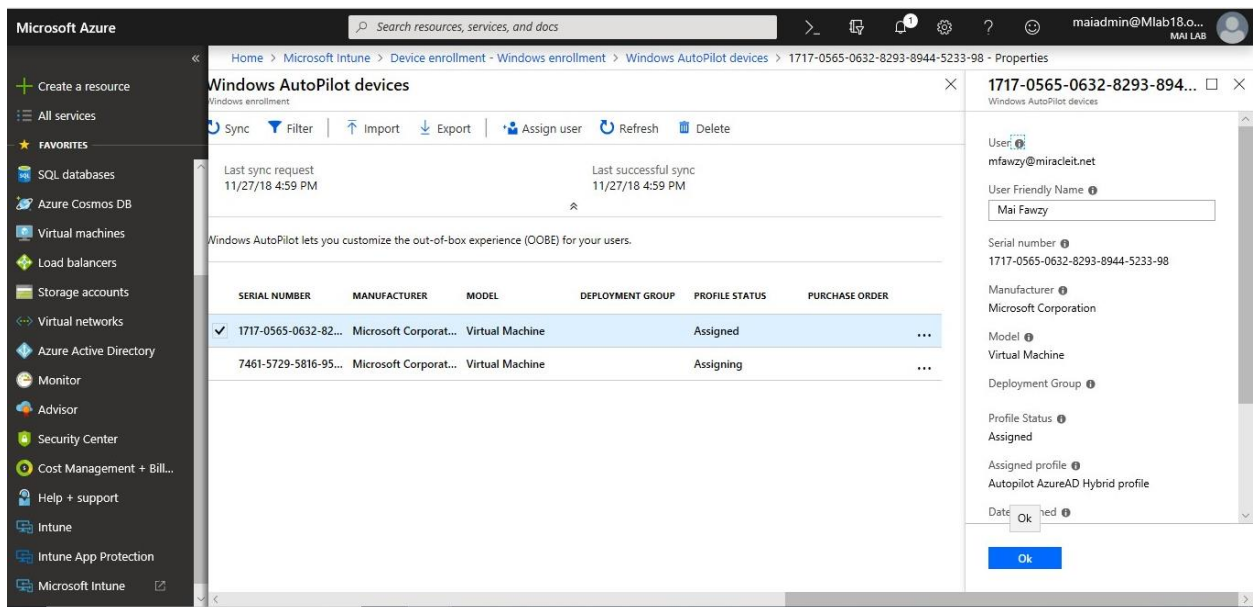 Microsoft Azure
Search resources, services, and docs
1
maiadmin@Mlab18.o...
MAI LAB
Home > Microsoft Intune > Device enrollment - Windows enrollment > Windows AutoPilot devices > 1717-0565-0632-8293-8944-5233-98 - Properties
Create a resource
All services
FAVORITES
SQL databases
Azure Cosmos DB
Virtual machines
Load balancers
Storage accounts
Virtual networks
Azure Active Directory
Monitor
Advisor
Security Center
Cost Management + Bill...
Help + support
Intune
Intune App Protection
Microsoft Intune
Windows AutoPilot devices
Windows enrollment
Sync Filter Import Export Assign user Refresh Delete
Last sync request Last successful sync
11/27/18 4:59 PM 11/27/18 4:59 PM
Windows AutoPilot lets you customize the out-of-box experience (OOBE) for your users.
SERIAL NUMBER MANUFACTURER MODEL DEPLOYMENT GROUP PROFILE STATUS PURCHASE ORDER
1717-0565-0632-82... Microsoft Corporat... Virtual Machine Assigned ...
7461-5729-5816-95... Microsoft Corporat... Virtual Machine Assigning ...
1717-0565-0632-8293-894...
Windows AutoPilot devices
User
mfawzy@miracleit.net
User Friendly Name
Mai Fawzy
Serial number
1717-0565-0632-8293-8944-5233-98
Manufacturer
Microsoft Corporation
Model
Virtual Machine
Deployment Group
Profile Status
Assigned
Assigned profile
Autopilot AzureAD Hybrid profile
Date
Ok
Ok